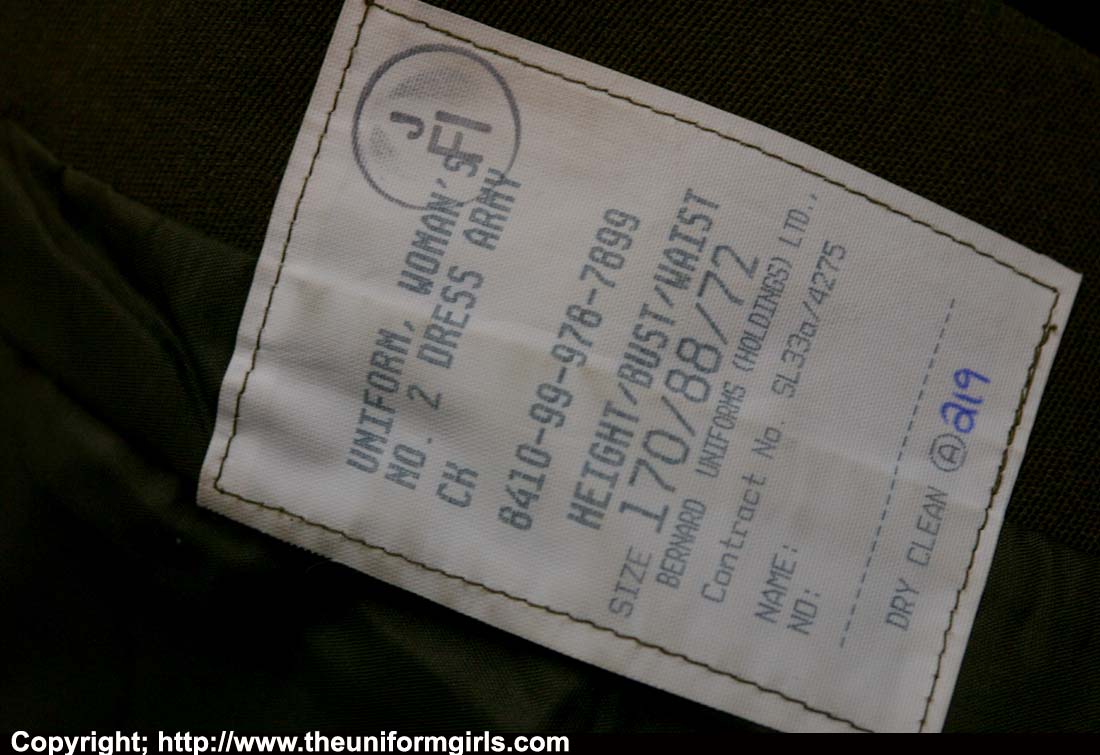 J
FI
UNIFORM, WOMAN'S
NO. 2 DRESS ARMY
CK
8410-99-978-7899
HEIGHT/BUST/WAIST
SIZE 170/88/72
BERNARD UNIFORMS (HOLDINGS) LTD.,
Contract No. SL33a/4275
NAME:
NO:
DRY CLEAN Ⓐ 219
Copyright; http://www.theuniformgirls.com